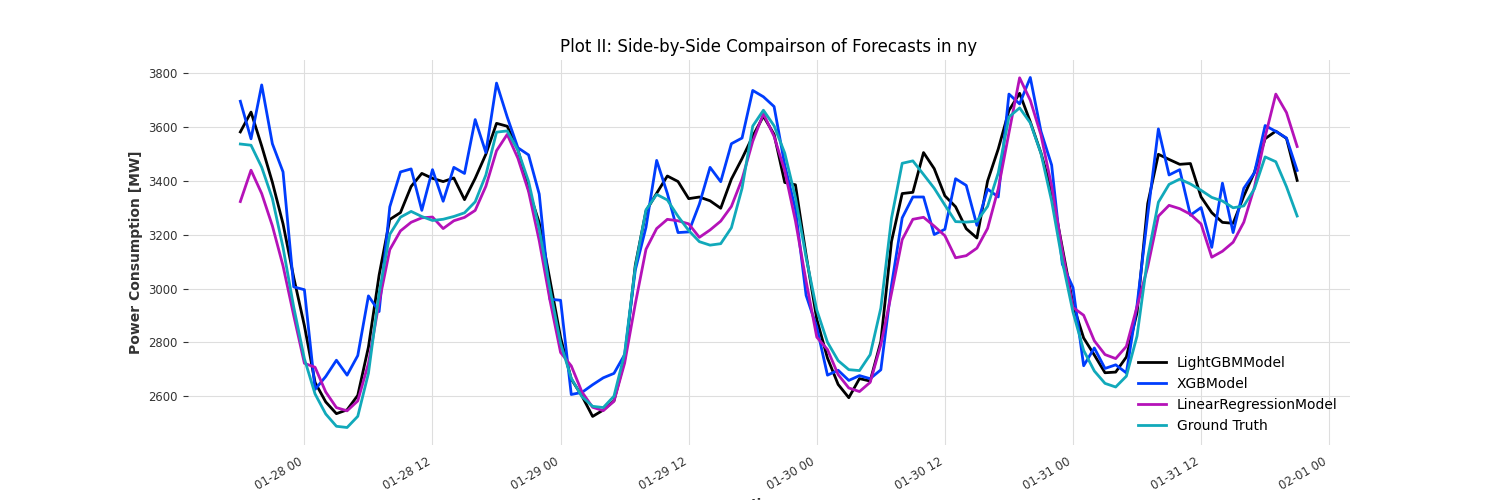 Plot II: Side-by-Side Compairson of Forecasts in ny
Power Consumption [MW]
3800
3600
3400
3200
3000
2800
2600
LightGBMModel
XGBModel
LinearRegressionModel
Ground Truth
01-28 00
01-28 12
01-29 00
01-29 12
01-30 00
01-30 12
01-31 00
01-31 12
02-01 00